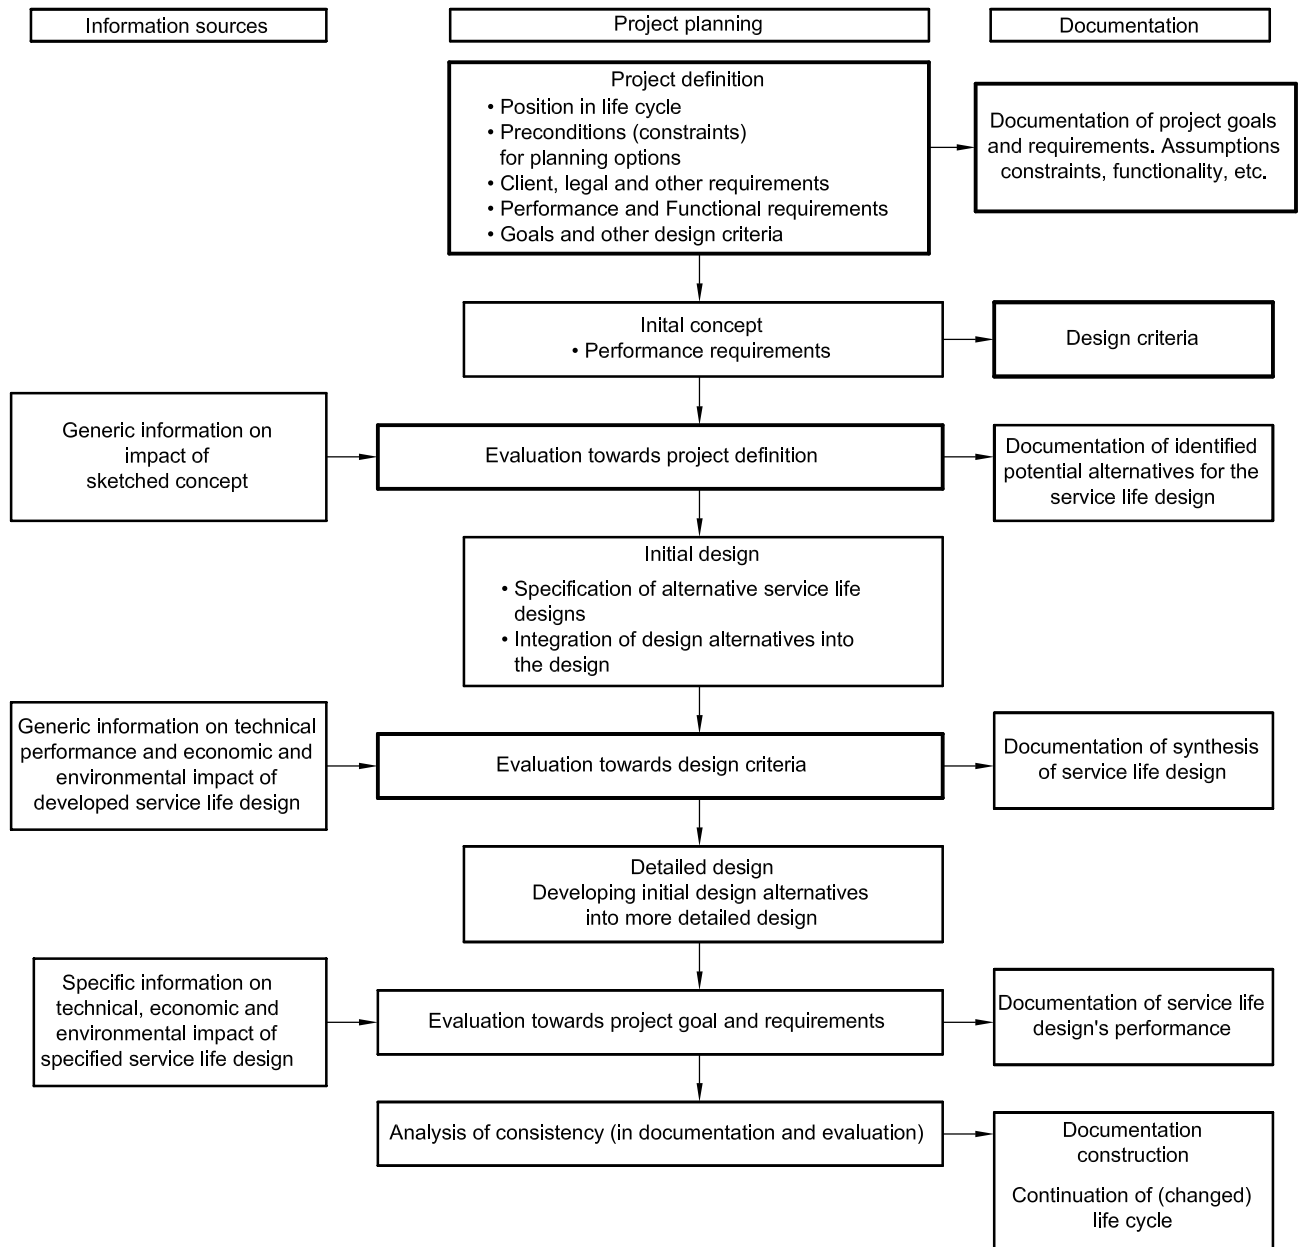 Information sources
Project planning
Documentation
Project definition
• Position in life cycle
• Preconditions (constraints)
for planning options
• Client, legal and other requirements
• Performance and Functional requirements
• Goals and other design criteria
Documentation of project goals
and requirements. Assumptions
constraints, functionality, etc.
Inital concept
• Performance requirements
Design criteria
Generic information on
impact of
sketched concept
Evaluation towards project definition
Documentation of identified
potential alternatives for the
service life design
Initial design
• Specification of alternative service life
designs
• Integration of design alternatives into
the design
Generic information on technical
performance and economic and
environmental impact of
developed service life design
Evaluation towards design criteria
Documentation of synthesis
of service life design
Detailed design
Developing initial design alternatives
into more detailed design
Specific information on
technical, economic and
environmental impact of
specified service life design
Evaluation towards project goal and requirements
Documentation of service life
design's performance
Analysis of consistency (in documentation and evaluation)
Documentation
construction
Continuation of (changed)
life cycle